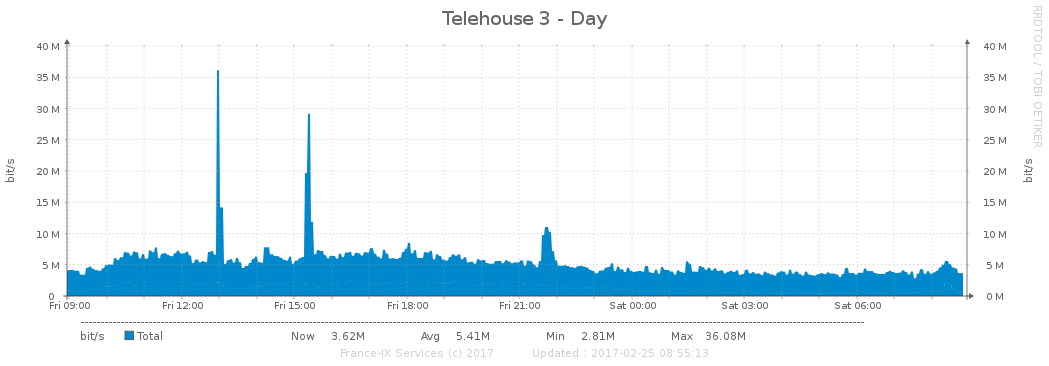 Telehouse 3 - Day
RRDTOOL / TOBI OETIKER
bit/s
40 M 40 M
35 M 35 M
30 M 30 M
25 M 25 M
20 M 20 M
15 M 15 M
10 M 10 M
5 M 5 M
0 0 M
bit/s
Fri 09:00 Fri 12:00 Fri 15:00 Fri 18:00 Fri 21:00 Sat 00:00 Sat 03:00 Sat 06:00
bit/s Total Now 3.62M Avg 5.41M Min 2.81M Max 36.08M
France-IX Services (c) 2017 Updated : 2017-02-25 08:55:13